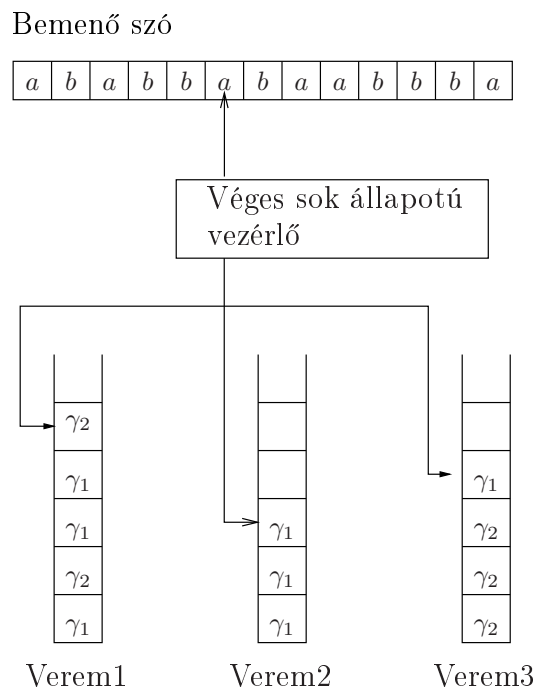 Bemenő szó
a b a b b a b a a b b b a
Véges sok állapotú
vezérlő
γ2
γ1 γ1
γ1 γ1 γ2
γ2 γ1 γ2
γ1 γ1 γ2
Verem1 Verem2 Verem3